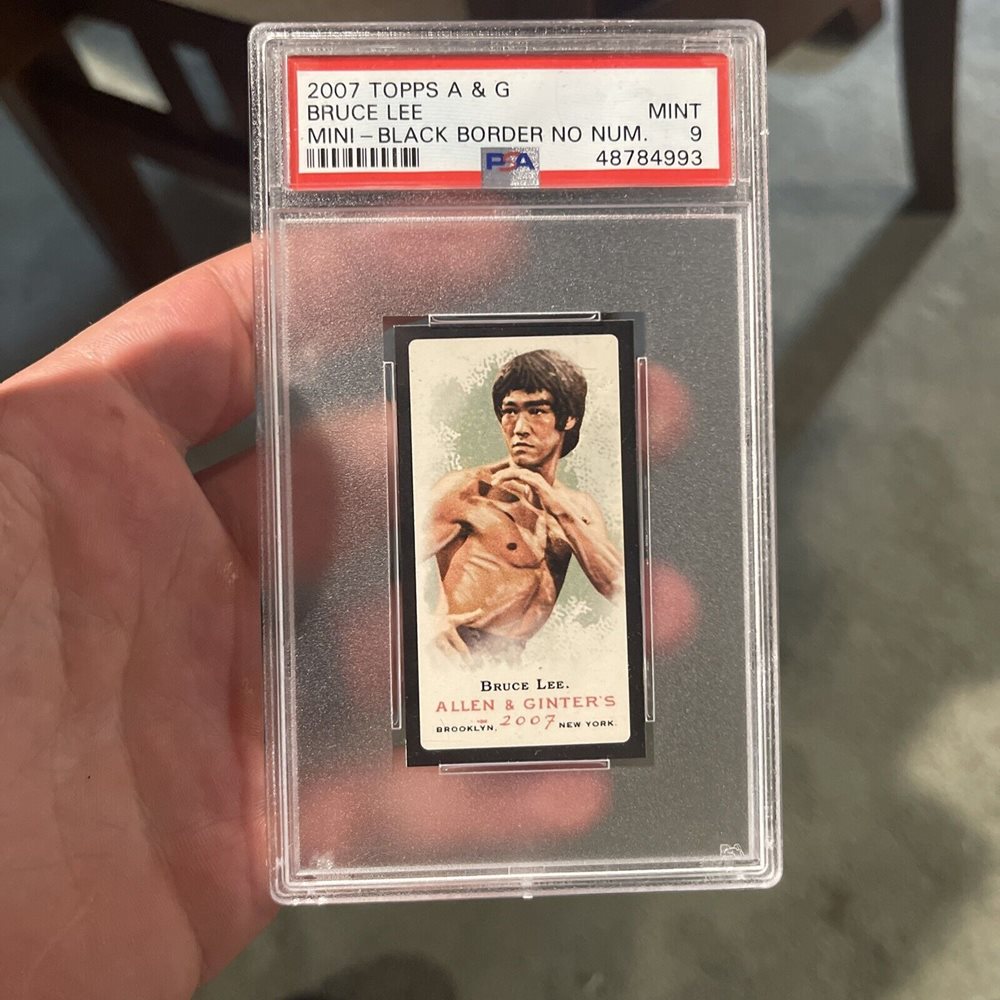 2007 TOPPS A & G
BRUCE LEE MINT
MINI-BLACK BORDER NO NUM. 9
PSA 48784993
BRUCE LEE.
ALLEN & GINTER'S
BROOKLYN, 2007 NEW YORK.